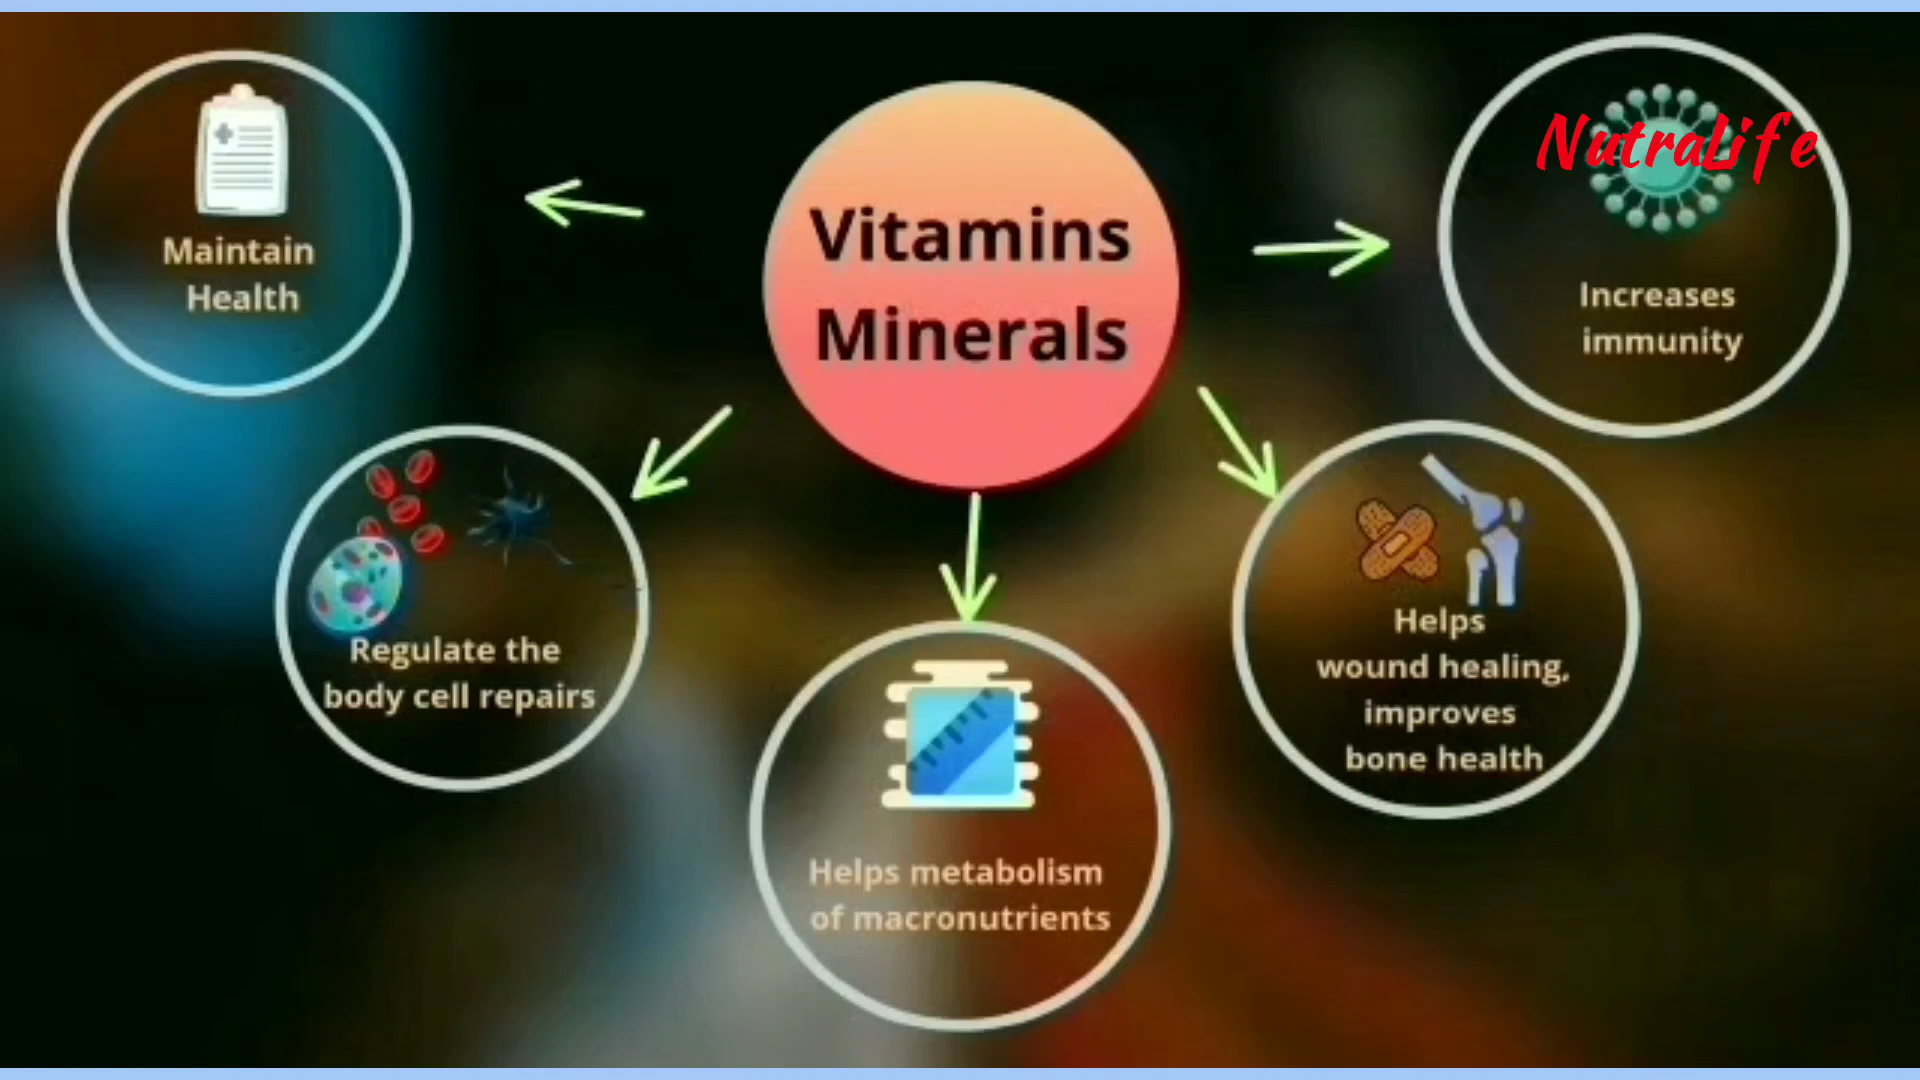 Vitamins
Minerals
Maintain
Health
NutraLife
Increases
immunity
Regulate the
body cell repairs
Helps
wound healing,
improves
bone health
Helps metabolism
of macronutrients